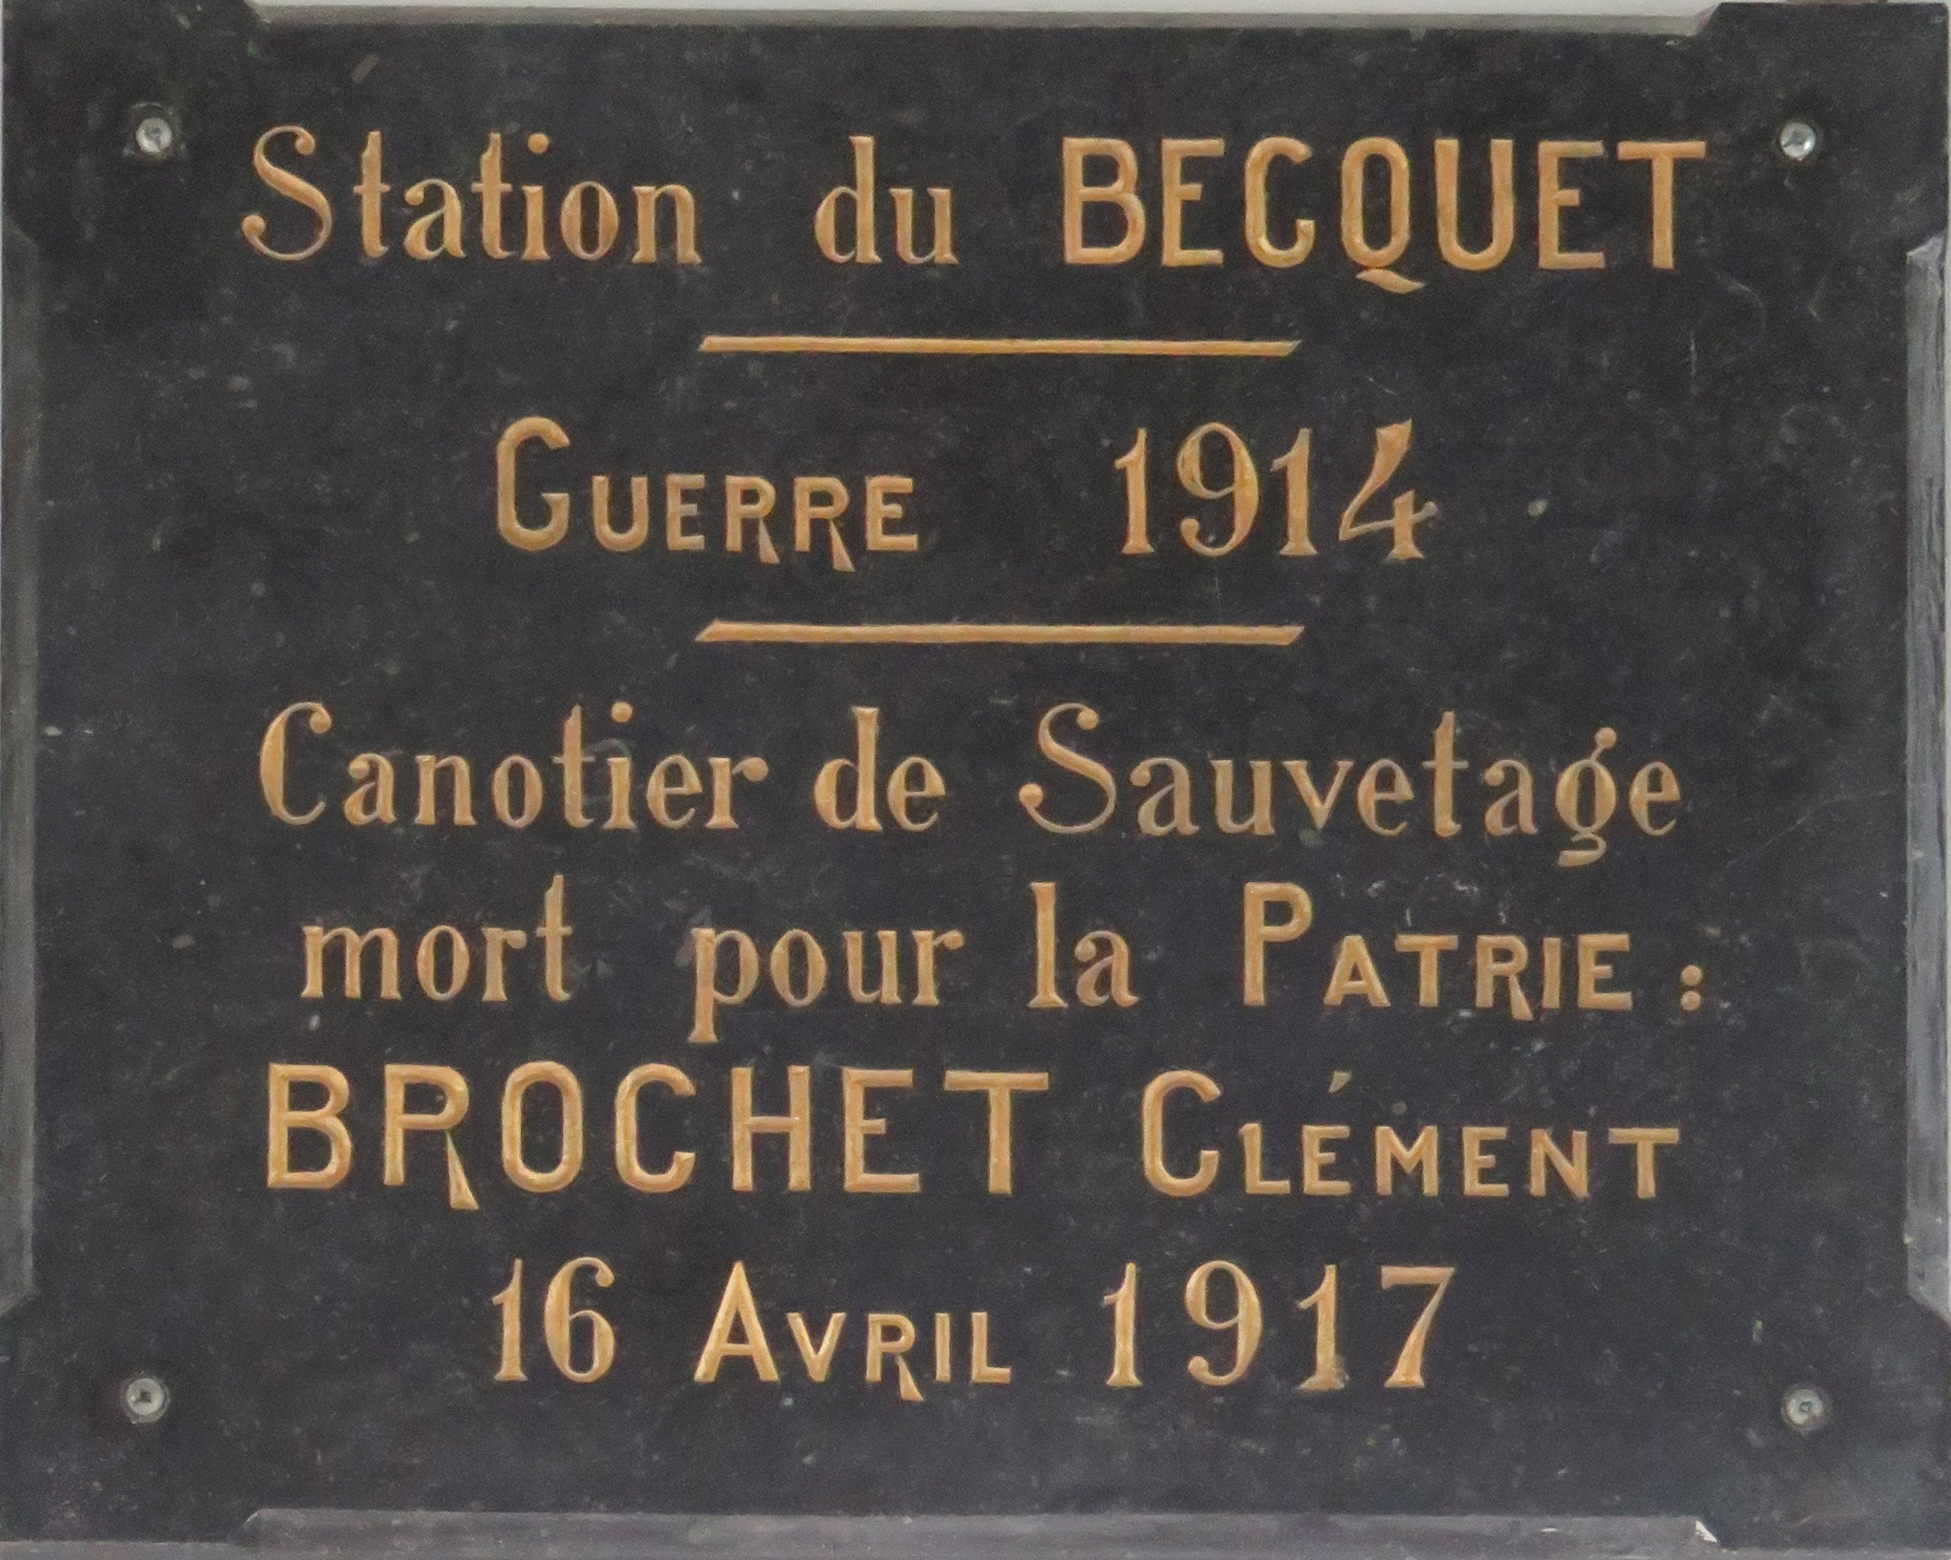 Station du BECQUET
GUERRE 1914
Canotier de Sauvetage
mort pour la PATRIE :
BROCHET CLÉMENT
16 AVRIL 1917